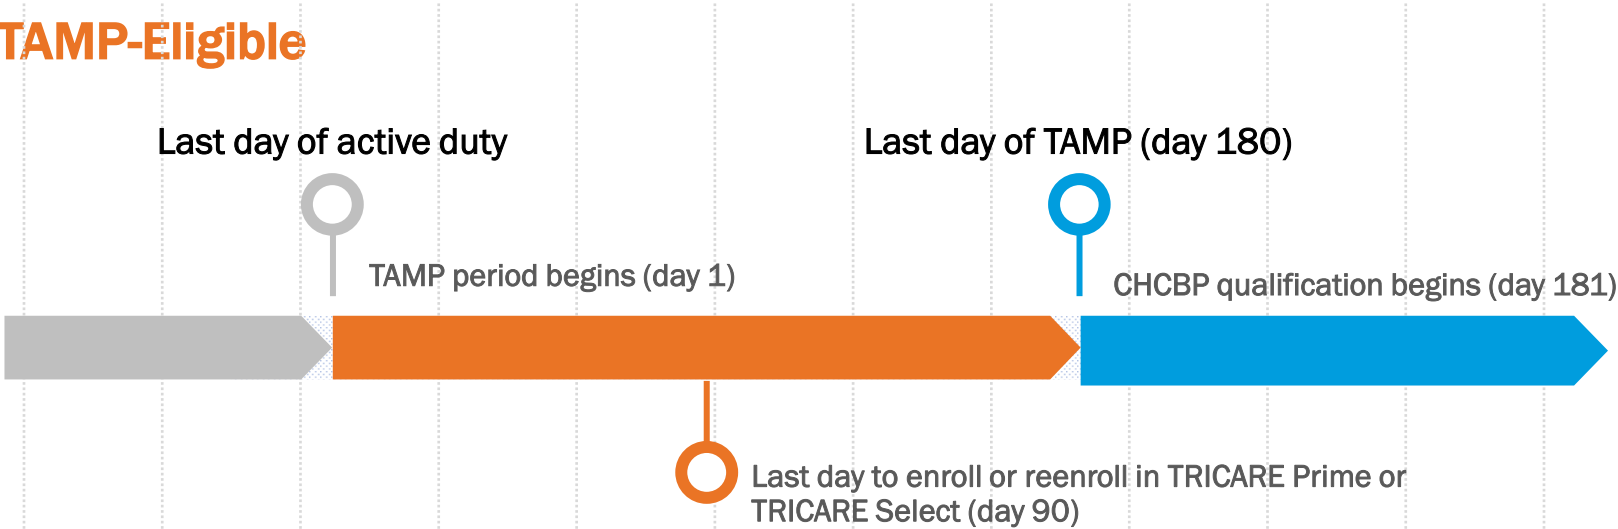 TAMP-Eligible
Last day of active duty
Last day of TAMP (day 180)
TAMP period begins (day 1)
CHCBP qualification begins (day 181)
Last day to enroll or reenroll in TRICARE Prime or
TRICARE Select (day 90)